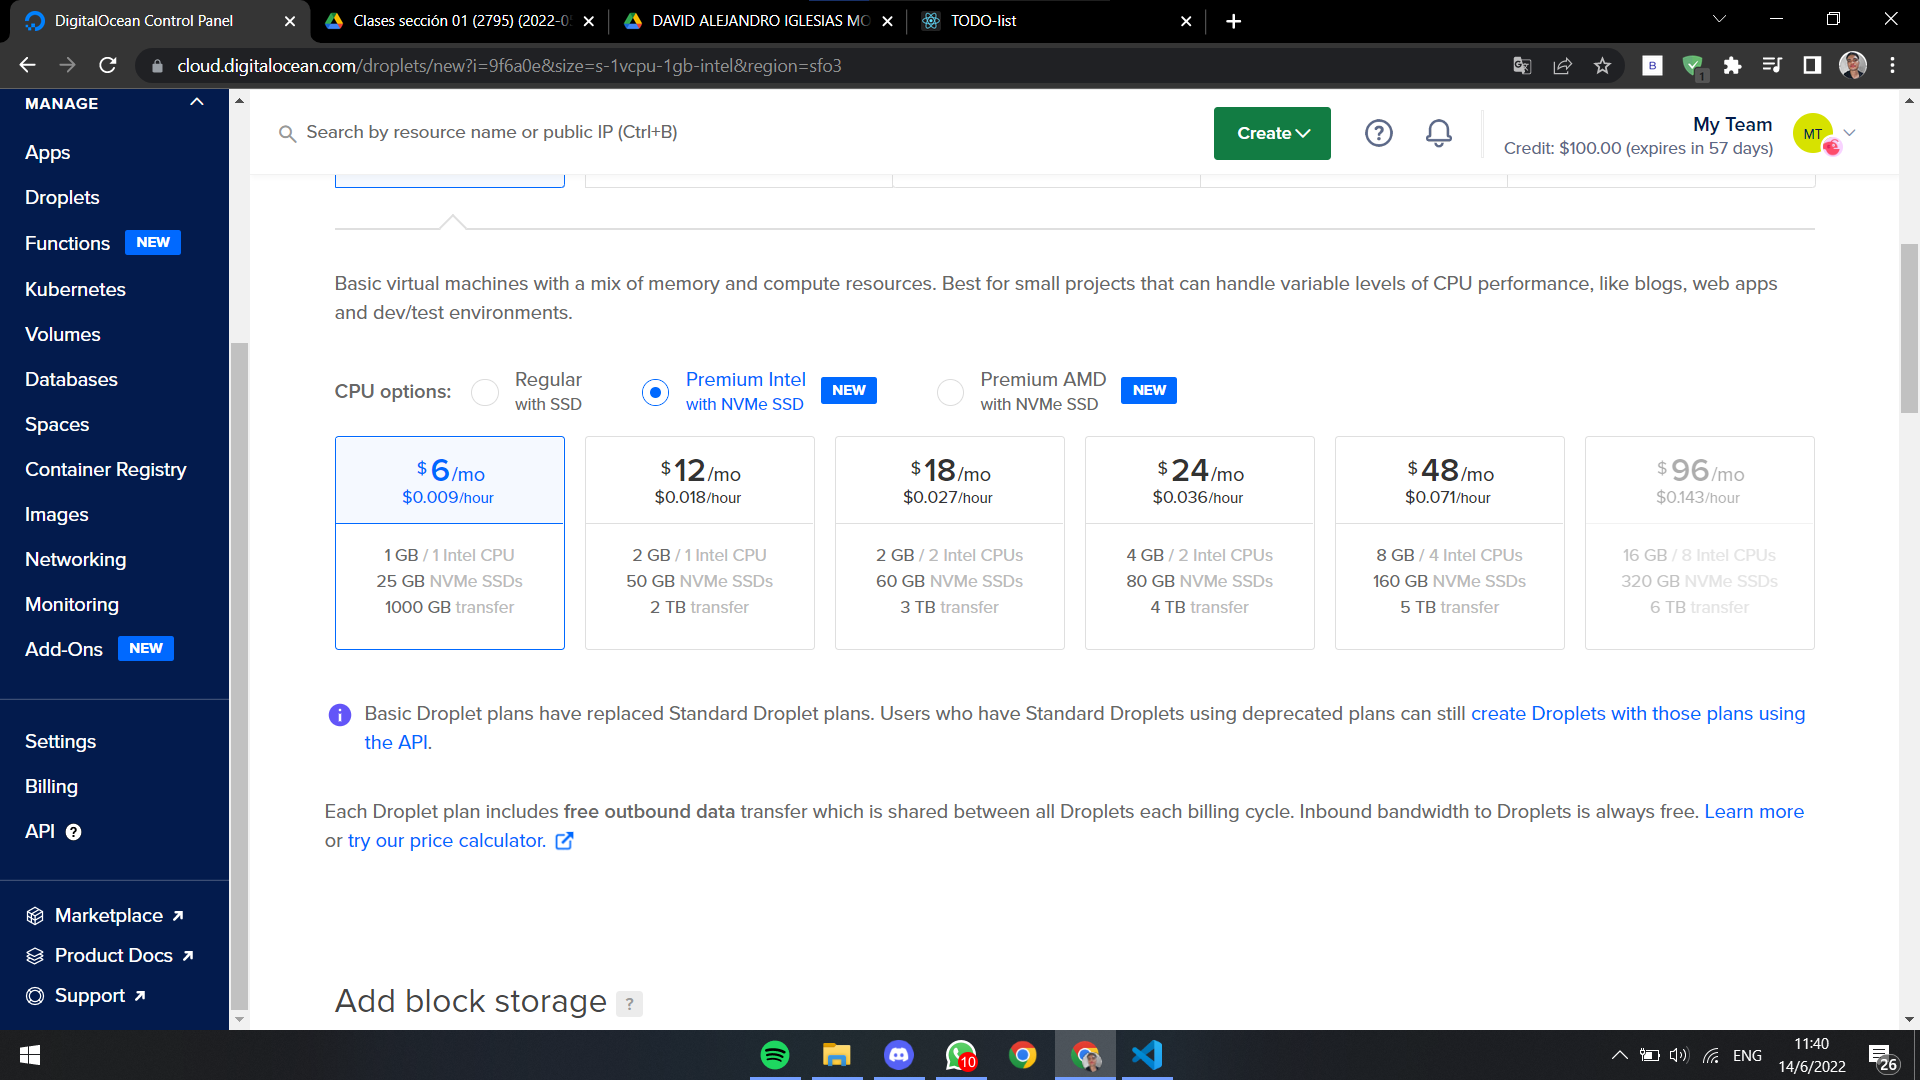 DigitalOcean Control Panel
Clases sección 01 (2795) (2022-05
DAVID ALEJANDRO IGLESIAS MO
TODO-list
cloud.digitalocean.com/droplets/new?i=9f6a0e&size=s-1vcpu-1gb-intel&region=sfo3
B
1
MANAGE
Apps
Droplets
Functions NEW
Kubernetes
Volumes
Databases
Spaces
Container Registry
Images
Networking
Monitoring
Add-Ons NEW
Settings
Billing
API ?
Marketplace
Product Docs
Support
Search by resource name or public IP (Ctrl+B)
Create
?
My Team
Credit: $100.00 (expires in 57 days)
MT
Basic virtual machines with a mix of memory and compute resources. Best for small projects that can handle variable levels of CPU performance, like blogs, web apps
and dev/test environments.
CPU options:
Regular
with SSD
Premium Intel
with NVMe SSD
NEW
Premium AMD
with NVMe SSD
NEW
$6/mo
$0.009/hour
1 GB / 1 Intel CPU
25 GB NVMe SSDs
1000 GB transfer
$12/mo
$0.018/hour
2 GB / 1 Intel CPU
50 GB NVMe SSDs
2 TB transfer
$18/mo
$0.027/hour
2 GB / 2 Intel CPUs
60 GB NVMe SSDs
3 TB transfer
$24/mo
$0.036/hour
4 GB / 2 Intel CPUs
80 GB NVMe SSDs
4 TB transfer
$48/mo
$0.071/hour
8 GB / 4 Intel CPUs
160 GB NVMe SSDs
5 TB transfer
$96/mo
$0.143/hour
16 GB / 8 Intel CPUs
320 GB NVMe SSDs
6 TB transfer
Basic Droplet plans have replaced Standard Droplet plans. Users who have Standard Droplets using deprecated plans can still create Droplets with those plans using
the API.
Each Droplet plan includes free outbound data transfer which is shared between all Droplets each billing cycle. Inbound bandwidth to Droplets is always free. Learn more
or try our price calculator.
Add block storage ?
10
ENG
11:40
14/6/2022
26